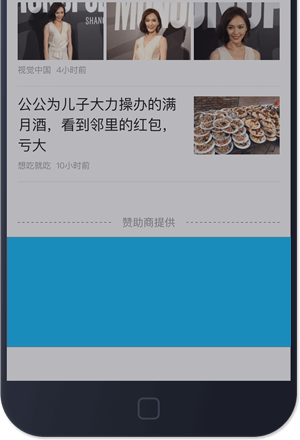 SHANG
视觉中国 4小时前
公公为儿子大力操办的满
月酒，看到邻里的红包，
亏大
想吃就吃 10小时前
赞助商提供